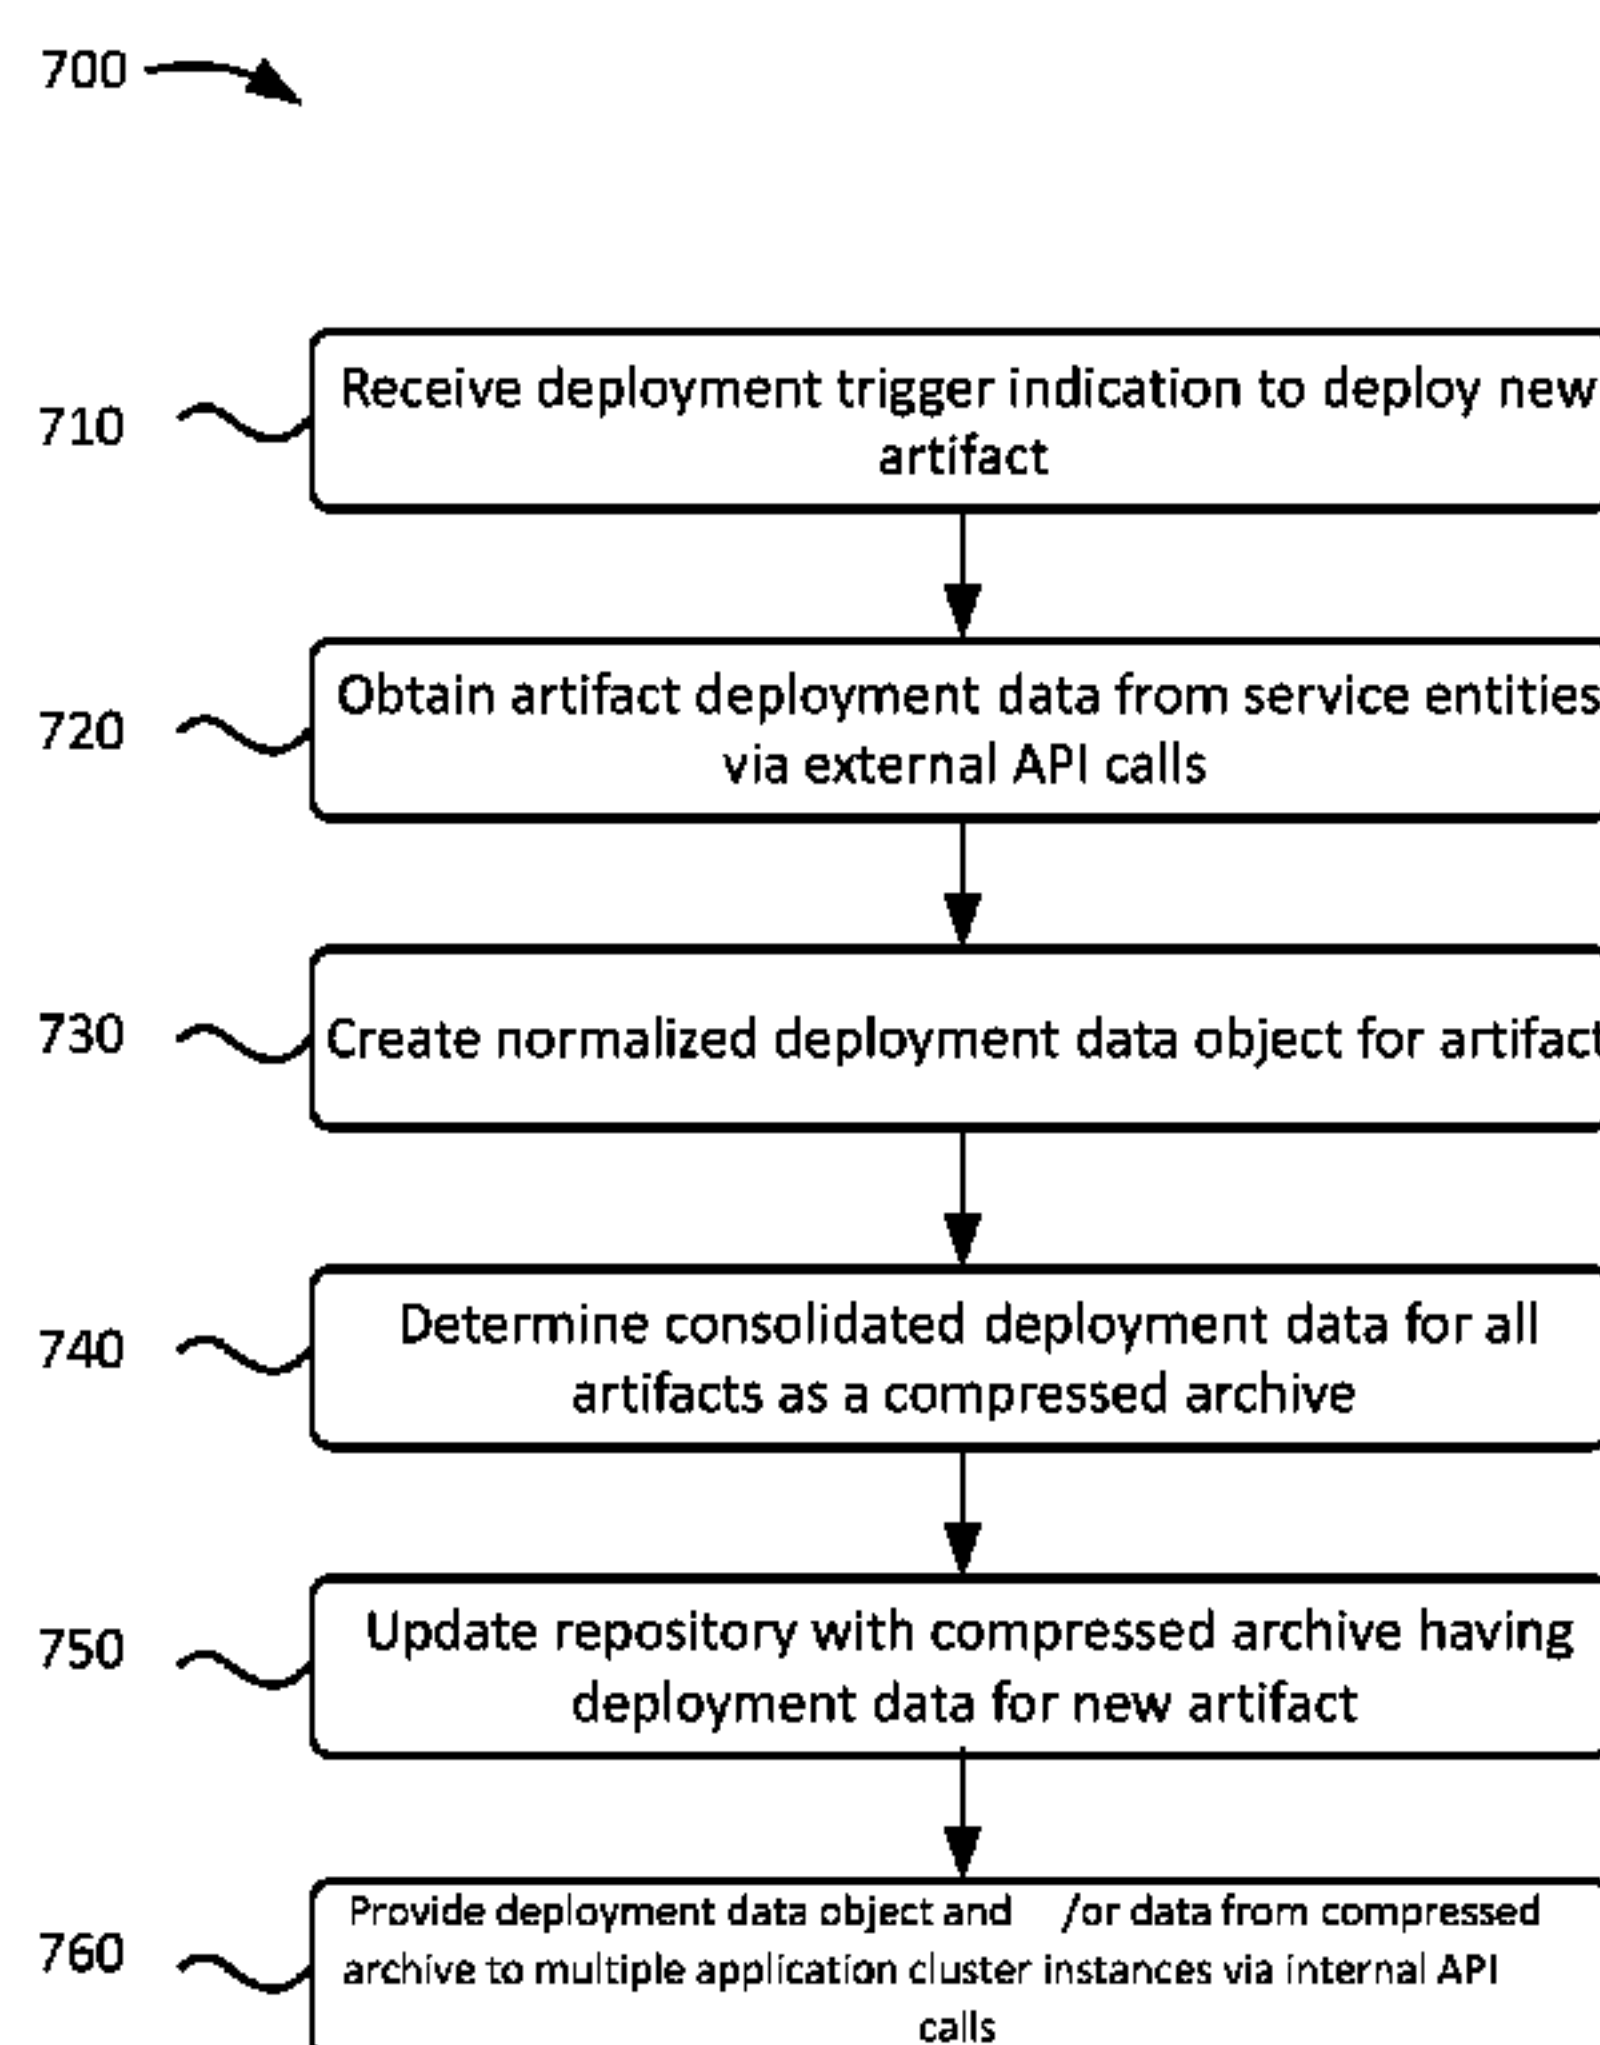 700
710
Receive deployment trigger indication to deploy new
artifact
720
Obtain artifact deployment data from service entities
via external API calls
730
Create normalized deployment data object for artifact
740
Determine consolidated deployment data for all
artifacts as a compressed archive
750
Update repository with compressed archive having
deployment data for new artifact
760
Provide deployment data object and /or data from compressed
archive to multiple application cluster instances via internal API
calls